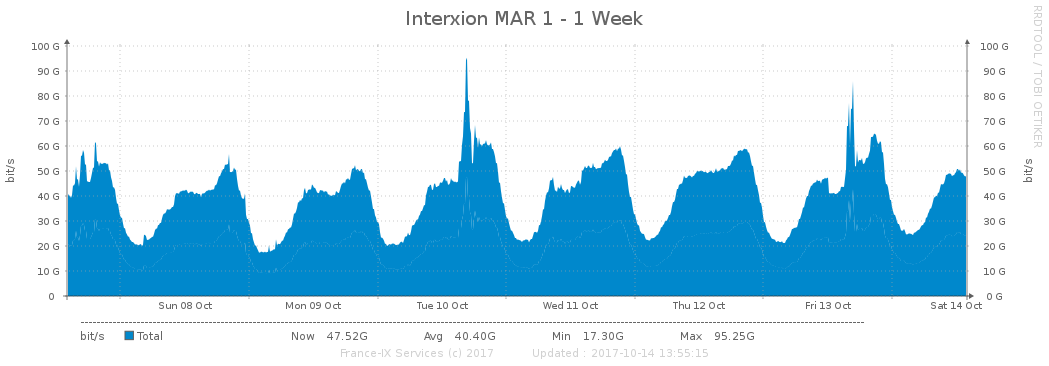 Interxion MAR 1 - 1 Week
RRDTOOL / TOBI OETIKER
bit/s
100 G 100 G
90 G 90 G
80 G 80 G
70 G 70 G
60 G 60 G
50 G 50 G
40 G 40 G
30 G 30 G
20 G 20 G
10 G 10 G
0 0 G
bit/s
Sun 08 Oct Mon 09 Oct Tue 10 Oct Wed 11 Oct Thu 12 Oct Fri 13 Oct Sat 14 Oct
bit/s Total Now 47.52G Avg 40.40G Min 17.30G Max 95.25G
France-IX Services (c) 2017 Updated : 2017-10-14 13:55:15